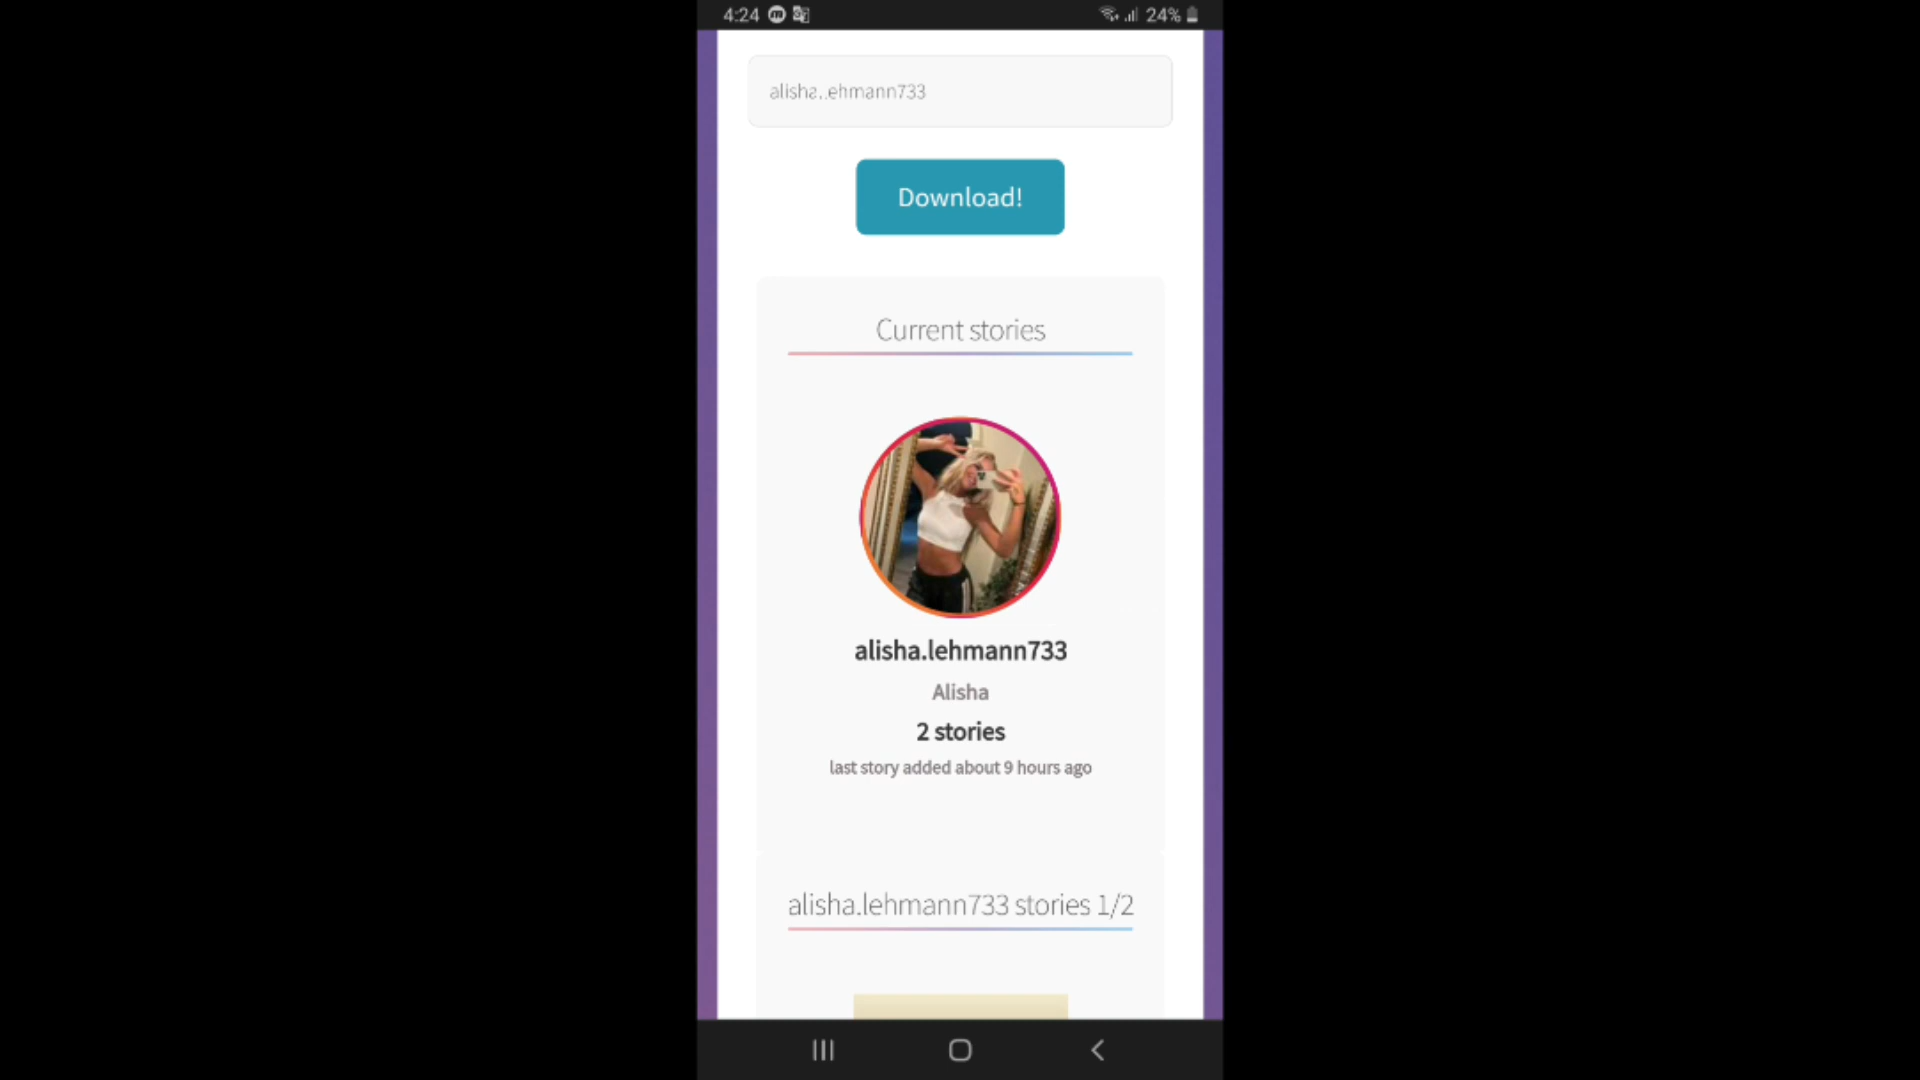 4:24 24%
alisha..ehmann733
Download!
Current stories
alisha.lehmann733
Alisha
2 stories
last story added about 9 hours ago
alisha.lehmann733 stories 1/2